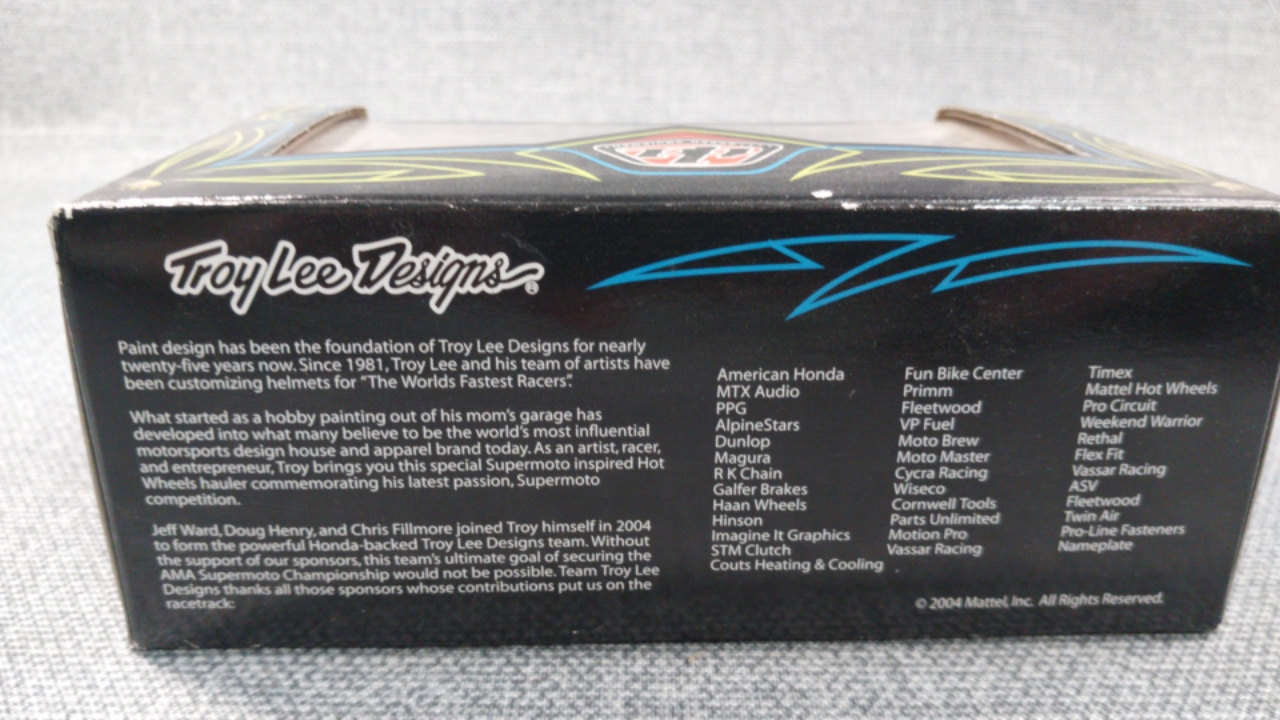 Troy Lee Designs®
Paint design has been the foundation of Troy Lee Designs for nearly
twenty-five years now. Since 1981, Troy Lee and his team of artists have
been customizing helmets for "The Worlds Fastest Racers".
What started as a hobby painting out of his mom's garage has
developed into what many believe to be the world's most influential
motorsports design house and apparel brand today. As an artist, racer,
and entrepreneur, Troy brings you this special Supermoto inspired Hot
Wheels hauler commemorating his latest passion, Supermoto
competition.
Jeff Ward, Doug Henry, and Chris Fillmore joined Troy himself in 2004
to form the powerful Honda-backed Troy Lee Designs team. Without
the support of our sponsors, this team's ultimate goal of securing the
AMA Supermoto Championship would not be possible. Team Troy Lee
Designs thanks all those sponsors whose contributions put us on the
racetrack:
American Honda
MTX Audio
PPG
AlpineStars
Dunlop
Magura
R K Chain
Galfer Brakes
Haan Wheels
Hinson
Imagine It Graphics
STM Clutch
Couts Heating & Cooling
Fun Bike Center
Primm
Fleetwood
VP Fuel
Moto Brew
Moto Master
Cycra Racing
Wiseco
Cornwell Tools
Parts Unlimited
Motion Pro
Vassar Racing
Timex
Mattel Hot Wheels
Pro Circuit
Weekend Warrior
Rethal
Flex Fit
Vassar Racing
ASV
Fleetwood
Twin Air
Pro-Line Fasteners
Nameplate
© 2004 Mattel, Inc. All Rights Reserved.